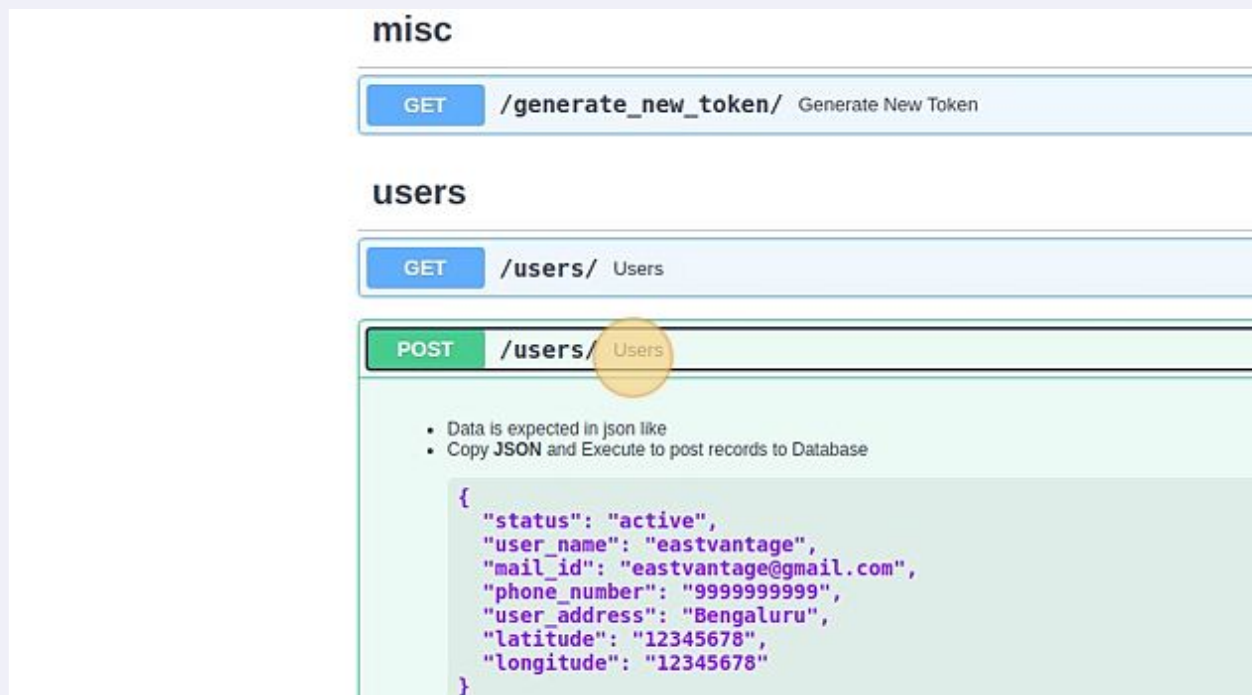 misc
GET /generate_new_token/ Generate New Token
users
GET /users/ Users
POST /users/ Users
• Data is expected in json like
• Copy JSON and Execute to post records to Database
{
"status": "active",
"user_name": "eastvantage",
"mail_id": "eastvantage@gmail.com",
"phone_number": "9999999999",
"user_address": "Bengaluru",
"latitude": "12345678",
"longitude": "12345678"
}